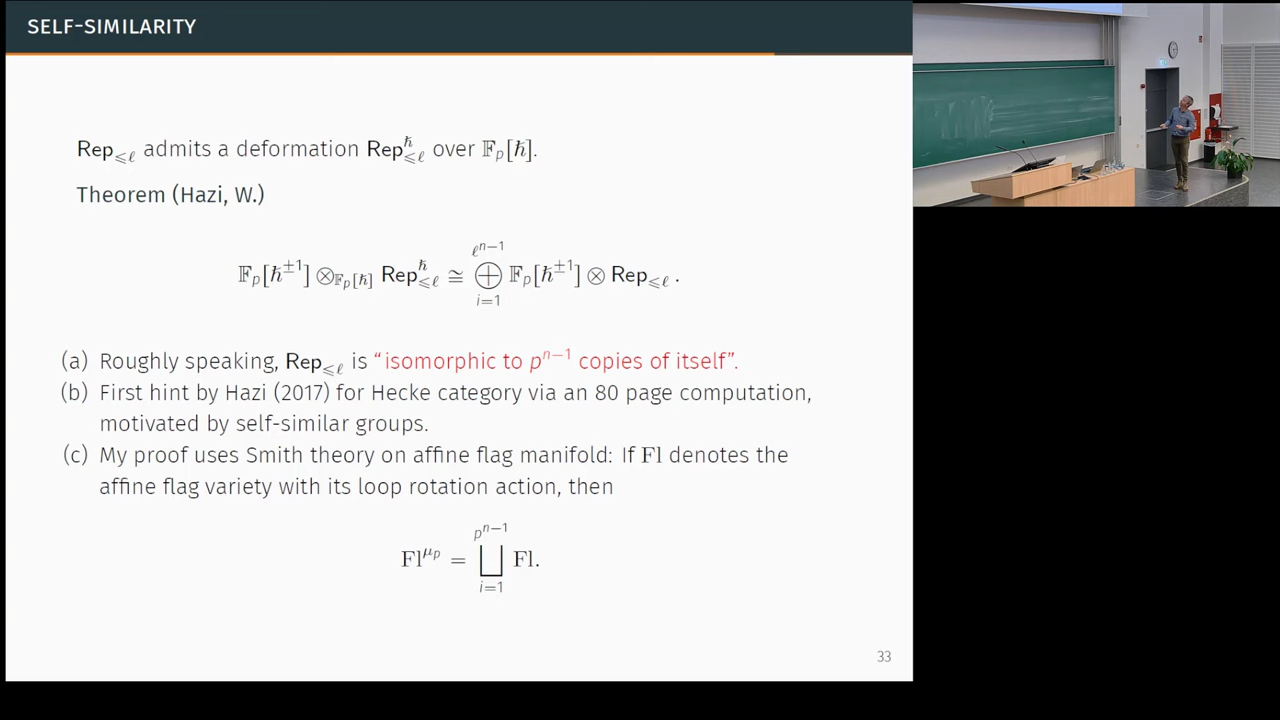 SELF-SIMILARITY
Rep⩽ℓ admits a deformation Rep^ℏ_⩽ℓ over 𝔽_p[ℏ].
Theorem (Hazi, W.)
𝔽_p[ℏ^{±1}] ⊗_{𝔽_p[ℏ]} Rep^ℏ_⩽ℓ ≅ ⊕_{i=1}^{ℓ^{n−1}} 𝔽_p[ℏ^{±1}] ⊗ Rep_⩽ℓ .
(a) Roughly speaking, Rep_⩽ℓ is “isomorphic to p^{n−1} copies of itself”.
(b) First hint by Hazi (2017) for Hecke category via an 80 page computation,
motivated by self-similar groups.
(c) My proof uses Smith theory on affine flag manifold: If Fl denotes the
affine flag variety with its loop rotation action, then
Fl^{μ_p} = ⨆_{i=1}^{p^{n−1}} Fl.
33